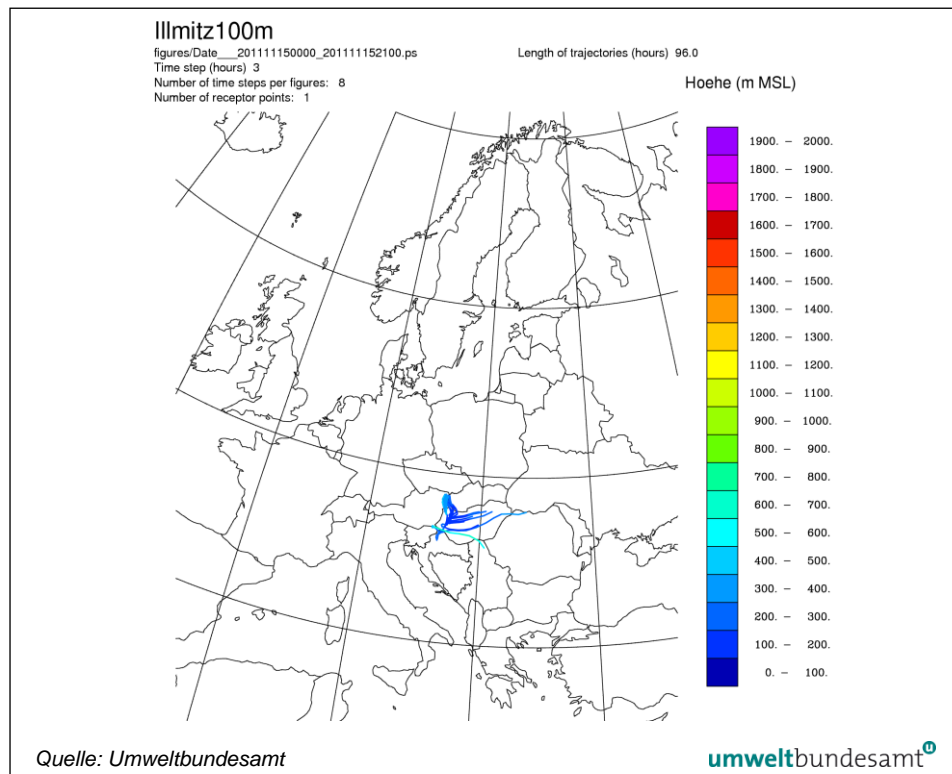 Illmitz100m
figures/Date___201111150000_201111152100.ps
Length of trajectories (hours) 96.0
Time step (hours) 3
Number of time steps per figures: 8
Number of receptor points: 1
Hoehe (m MSL)
1900. – 2000.
1800. – 1900.
1700. – 1800.
1600. – 1700.
1500. – 1600.
1400. – 1500.
1300. – 1400.
1200. – 1300.
1100. – 1200.
1000. – 1100.
900. – 1000.
800. – 900.
700. – 800.
600. – 700.
500. – 600.
400. – 500.
300. – 400.
200. – 300.
100. – 200.
0. – 100.
Quelle: Umweltbundesamt
umweltbundesamt u